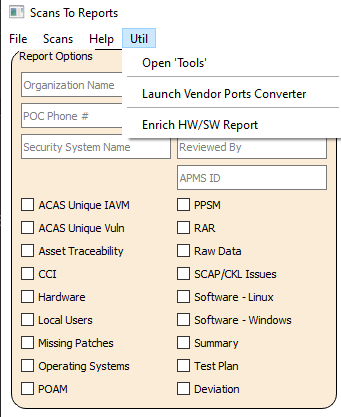 Scans To Reports
File Scans Help Util
Report Options
Open 'Tools'
Organization Name
Launch Vendor Ports Converter
POC Phone #
Enrich HW/SW Report
Security System Name Reviewed By
APMS ID
ACAS Unique IAVM PPSM
ACAS Unique Vuln RAR
Asset Traceability Raw Data
CCI SCAP/CKL Issues
Hardware Software - Linux
Local Users Software - Windows
Missing Patches Summary
Operating Systems Test Plan
POAM Deviation